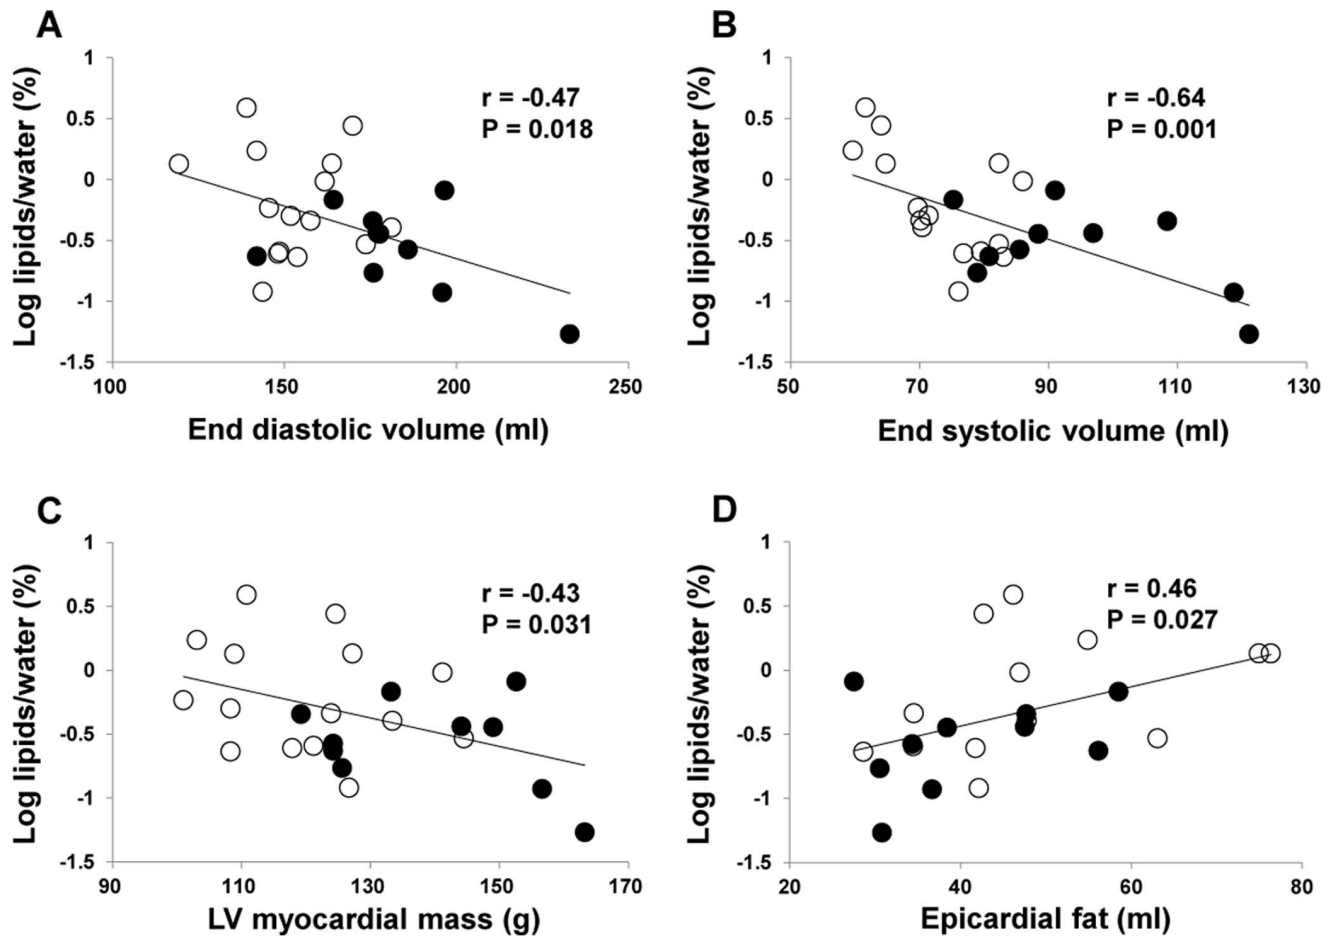 A
Log lipids/water (%)
1
0.5
0
-0.5
-1
-1.5
r = -0.47
P = 0.018
100
150
200
250
End diastolic volume (ml)
B
Log lipids/water (%)
1
0.5
0
-0.5
-1
-1.5
r = -0.64
P = 0.001
50
70
90
110
130
End systolic volume (ml)
C
Log lipids/water (%)
1
0.5
0
-0.5
-1
-1.5
r = -0.43
P = 0.031
90
110
130
150
170
LV myocardial mass (g)
D
Log lipids/water (%)
1
0.5
0
-0.5
-1
-1.5
r = 0.46
P = 0.027
20
40
60
80
Epicardial fat (ml)